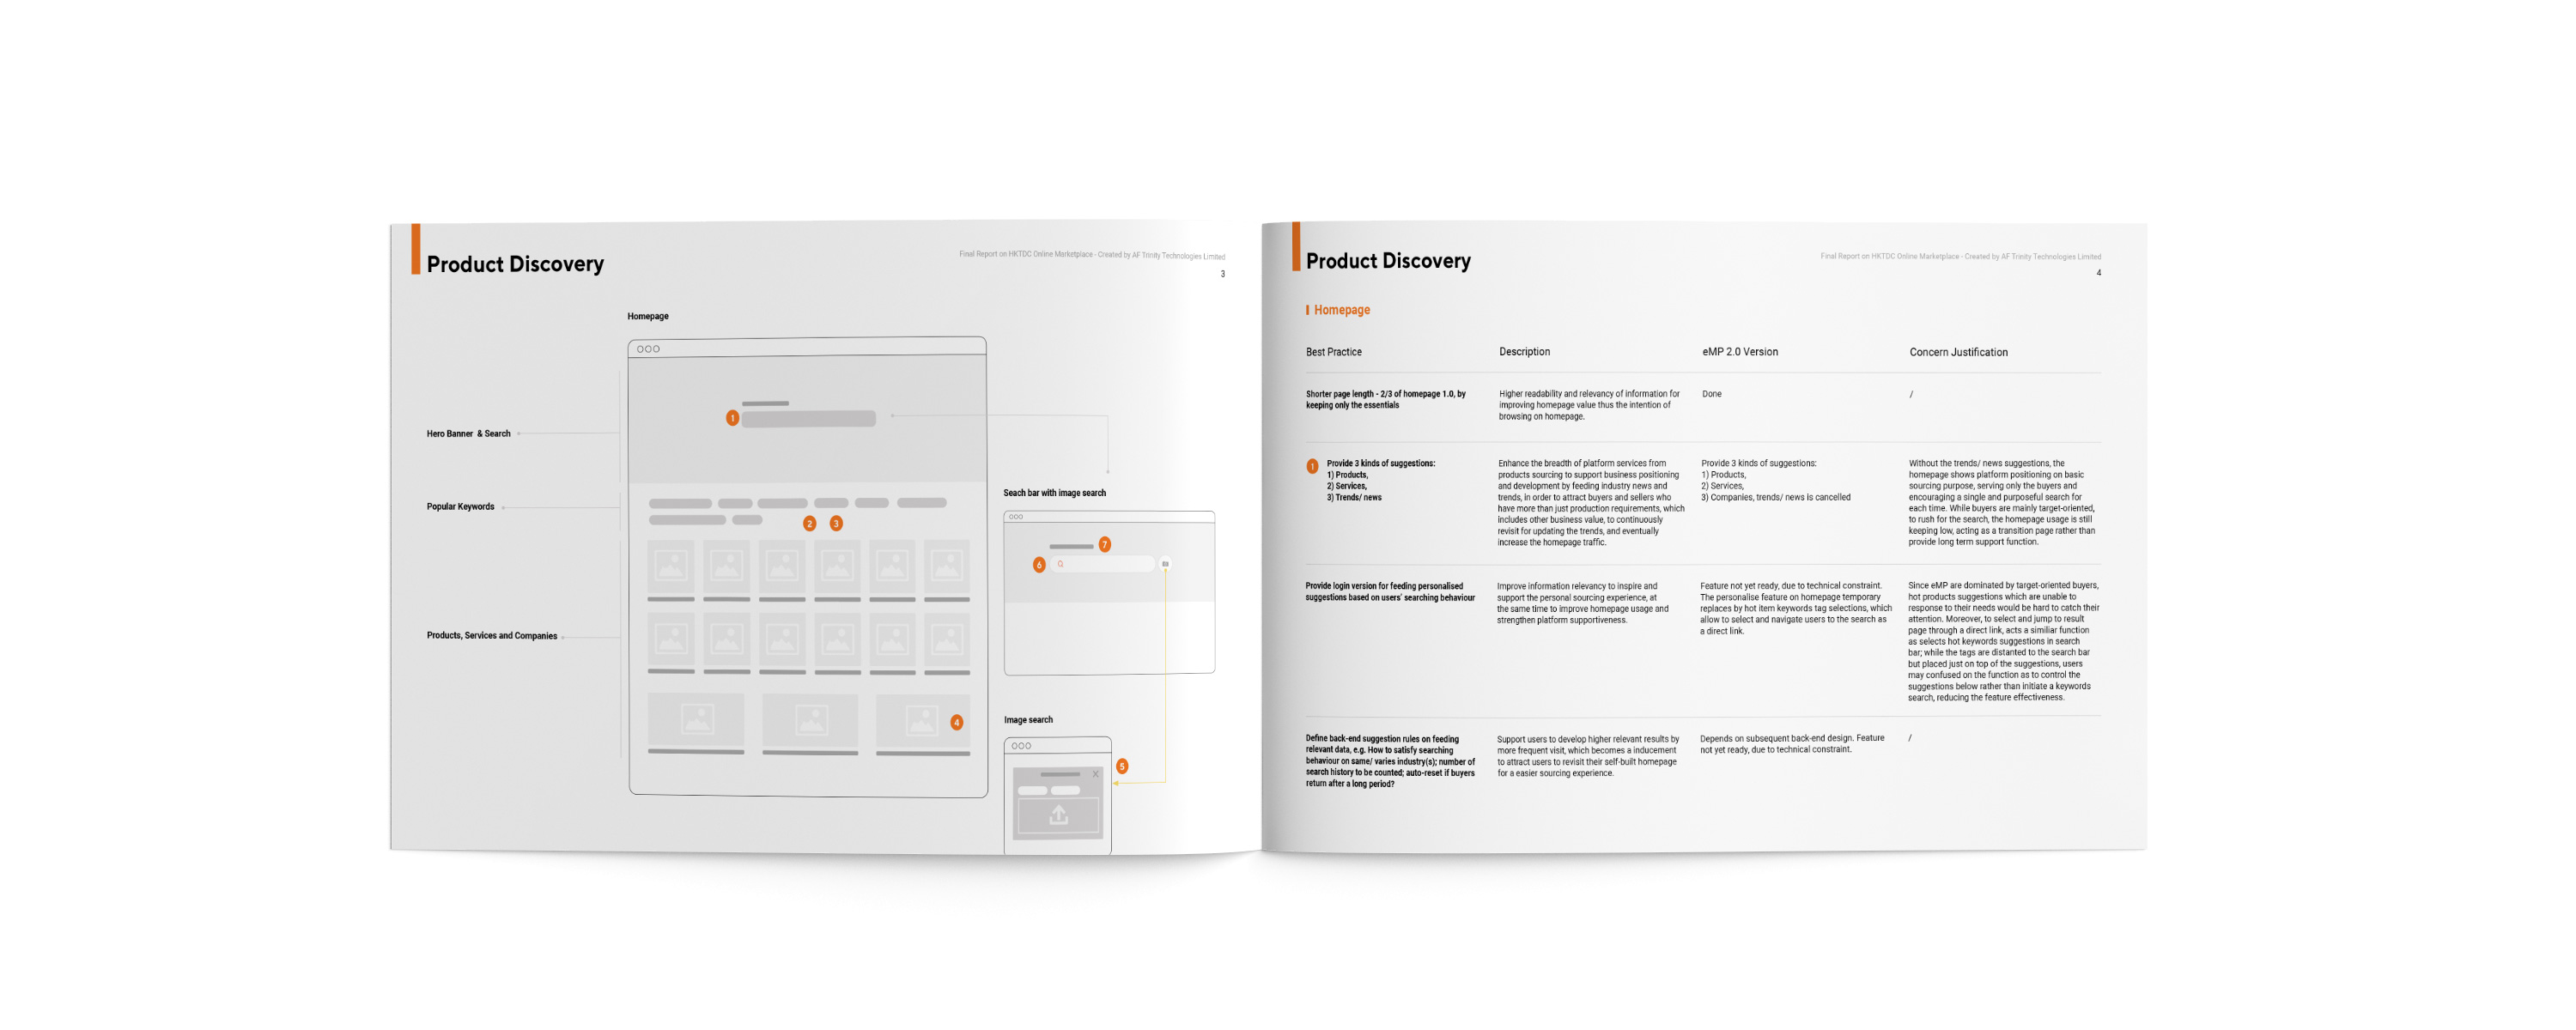 Product Discovery
Final Report on HKTDC Online Marketplace - Created by AF Trinity Technologies Limited
3
Homepage
1
Hero Banner & Search
Popular Keywords
2 3
Products, Services and Companies
4
Seach bar with image search
7
6
Image search
5
Product Discovery
Final Report on HKTDC Online Marketplace - Created by AF Trinity Technologies Limited
4
Homepage
Best Practice
Description
eMP 2.0 Version
Concern Justification
Shorter page length - 2/3 of homepage 1.0, by
keeping only the essentials
Higher readability and relevancy of information for
improving homepage value thus the intention of
browsing on homepage.
Done
/
1
Provide 3 kinds of suggestions:
1) Products,
2) Services,
3) Trends/ news
Enhance the breadth of platform services from
products sourcing to support business positioning
and development by feeding industry news and
trends, in order to attract buyers and sellers who
have more than just production requirements, which
includes other business value, to continuously
revisit for updating the trends, and eventually
increase the homepage traffic.
Provide 3 kinds of suggestions:
1) Products,
2) Services,
3) Companies, trends/ news is cancelled
Without the trends/ news suggestions, the
homepage shows platform positioning on basic
sourcing purpose, serving only the buyers and
encouraging a single and purposeful search for
each time. While buyers are mainly target-oriented,
to rush for the search, the homepage usage is still
keeping low, acting as a transition page rather than
provide long term support function.
Provide login version for feeding personalised
suggestions based on users' searching behaviour
Improve information relevancy to inspire and
support the personal sourcing experience, at
the same time to improve homepage usage and
strengthen platform supportiveness.
Feature not yet ready, due to technical constraint.
The personalise feature on homepage temporary
replaces by hot item keywords tag selections, which
allow to select and navigate users to the search as
a direct link.
Since eMP are dominated by target-oriented buyers,
hot products suggestions which are unable to
response to their needs would be hard to catch their
attention. Moreover, to select and jump to result
page through a direct link, acts a similiar function
as selects hot keywords suggestions in search
bar; while the tags are distanted to the search bar
but placed just on top of the suggestions, users
may confused on the function as to control the
suggestions below rather than initiate a keywords
search, reducing the feature effectiveness.
Define back-end suggestion rules on feeding
relevant data, e.g. How to satisfy searching
behaviour on same/ varies industry(s); number of
search history to be counted; auto-reset if buyers
return after a long period?
Support users to develop higher relevant results by
more frequent visit, which becomes a inducement
to attract users to revisit their self-built homepage
for a easier sourcing experience.
Depends on subsequent back-end design. Feature
not yet ready, due to technical constraint.
/